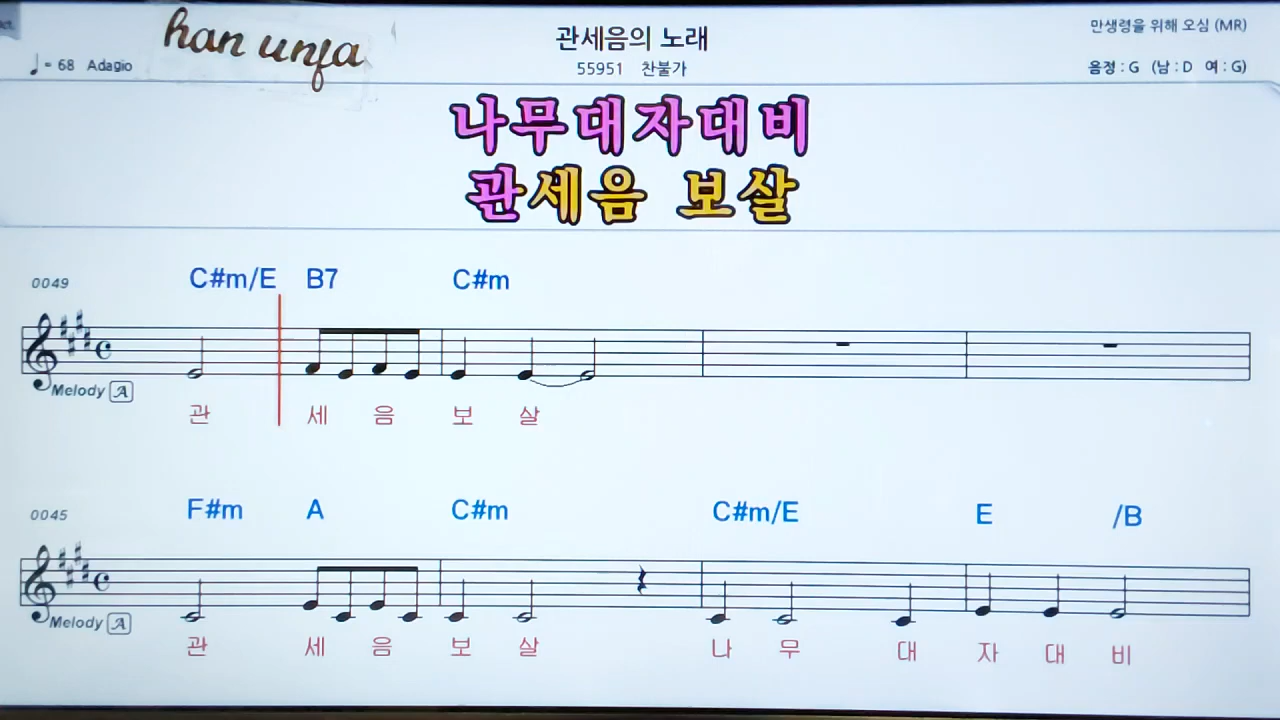 han unfa
관세음의 노래
만생령을 위해 오심 (MR)
♩= 68 Adagio
55951 찬불가
음정 : G (남 : D 여 : G)
나무대자대비
관세음 보살
0049 C#m/E B7 C#m
Melody A
관 세 음 보 살
0045 F#m A C#m C#m/E E /B
Melody A
관 세 음 보 살 나 무 대 자 대 비